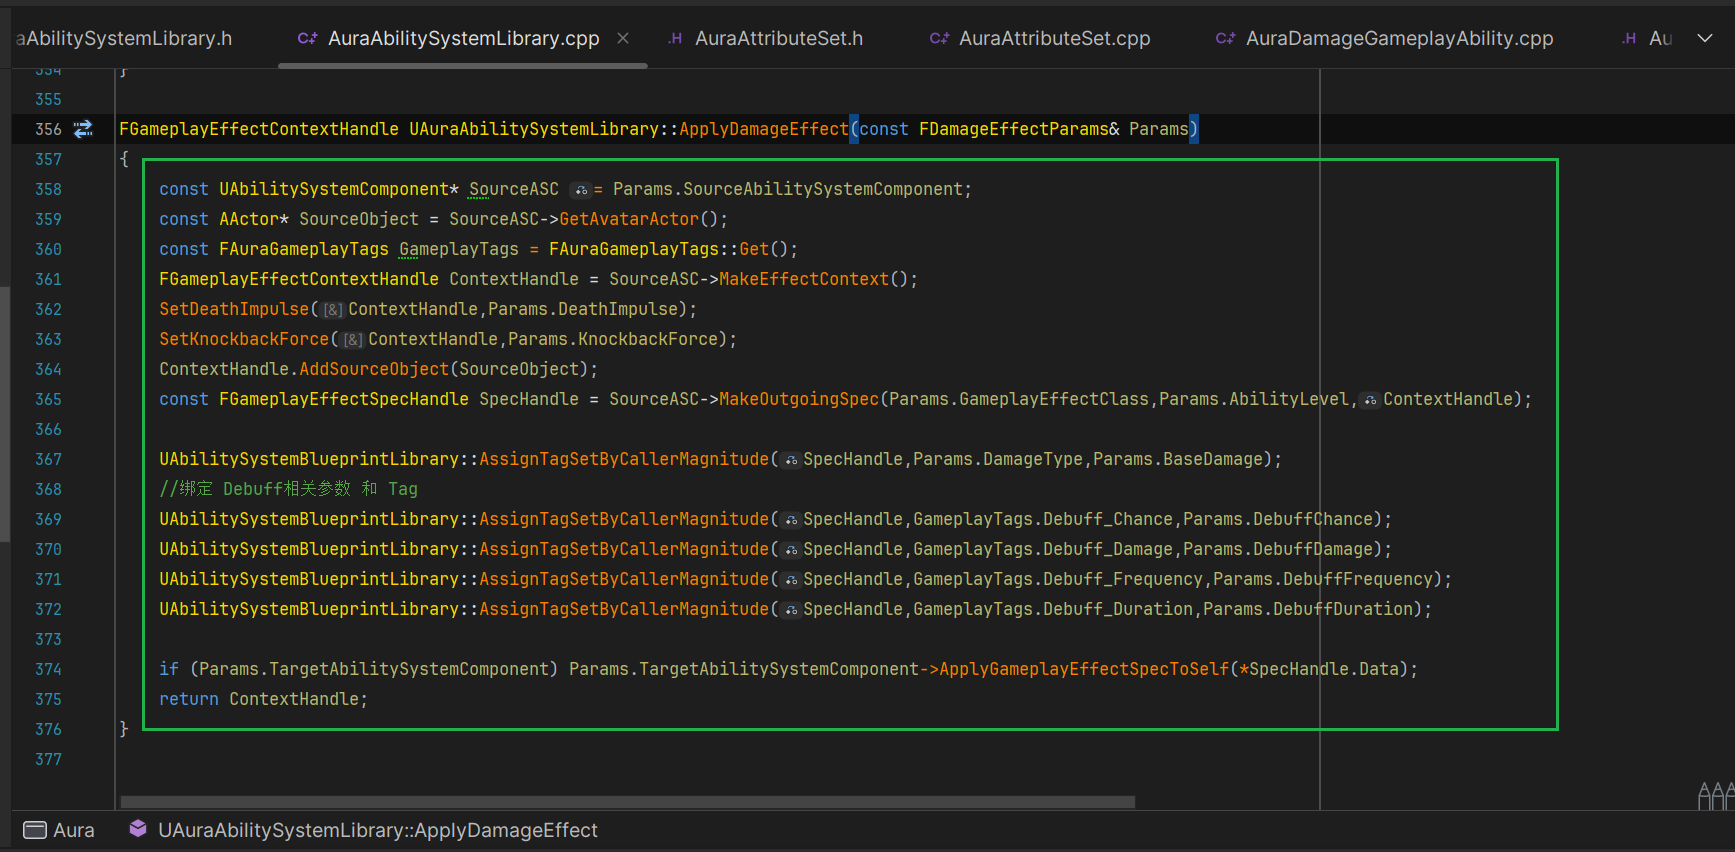 aAbilitySystemLibrary.h C++ AuraAbilitySystemLibrary.cpp × .H AuraAttributeSet.h C++ AuraAttributeSet.cpp C++ AuraDamageGameplayAbility.cpp .H Au
354 }
355
356 FGameplayEffectContextHandle UAuraAbilitySystemLibrary::ApplyDamageEffect(const FDamageEffectParams& Params)
357 {
358 const UAbilitySystemComponent* SourceASC = Params.SourceAbilitySystemComponent;
359 const AActor* SourceObject = SourceASC->GetAvatarActor();
360 const FAuraGameplayTags GameplayTags = FAuraGameplayTags::Get();
361 FGameplayEffectContextHandle ContextHandle = SourceASC->MakeEffectContext();
362 SetDeathImpulse([&]ContextHandle,Params.DeathImpulse);
363 SetKnockbackForce([&]ContextHandle,Params.KnockbackForce);
364 ContextHandle.AddSourceObject(SourceObject);
365 const FGameplayEffectSpecHandle SpecHandle = SourceASC->MakeOutgoingSpec(Params.GameplayEffectClass,Params.AbilityLevel,ContextHandle);
366
367 UAbilitySystemBlueprintLibrary::AssignTagSetByCallerMagnitude(SpecHandle,Params.DamageType,Params.BaseDamage);
368 //绑定 Debuff相关参数 和 Tag
369 UAbilitySystemBlueprintLibrary::AssignTagSetByCallerMagnitude(SpecHandle,GameplayTags.Debuff_Chance,Params.DebuffChance);
370 UAbilitySystemBlueprintLibrary::AssignTagSetByCallerMagnitude(SpecHandle,GameplayTags.Debuff_Damage,Params.DebuffDamage);
371 UAbilitySystemBlueprintLibrary::AssignTagSetByCallerMagnitude(SpecHandle,GameplayTags.Debuff_Frequency,Params.DebuffFrequency);
372 UAbilitySystemBlueprintLibrary::AssignTagSetByCallerMagnitude(SpecHandle,GameplayTags.Debuff_Duration,Params.DebuffDuration);
373
374 if (Params.TargetAbilitySystemComponent) Params.TargetAbilitySystemComponent->ApplyGameplayEffectSpecToSelf(*SpecHandle.Data);
375 return ContextHandle;
376 }
377
Aura UAuraAbilitySystemLibrary::ApplyDamageEffect